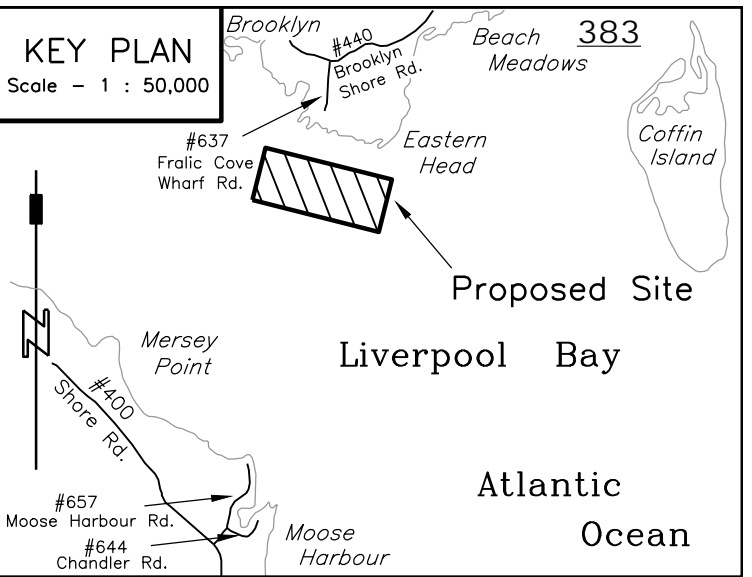 KEY PLAN
Scale - 1 : 50,000
Brooklyn
#440
Brooklyn
Shore Rd.
Beach
Meadows
383
#637
Fralic Cove
Wharf Rd.
Eastern
Head
Coffin
Island
Proposed Site
Mersey
Point
Liverpool Bay
#400
Shore Rd.
Atlantic
Ocean
#657
Moose Harbour Rd.
#644
Chandler Rd.
Moose
Harbour